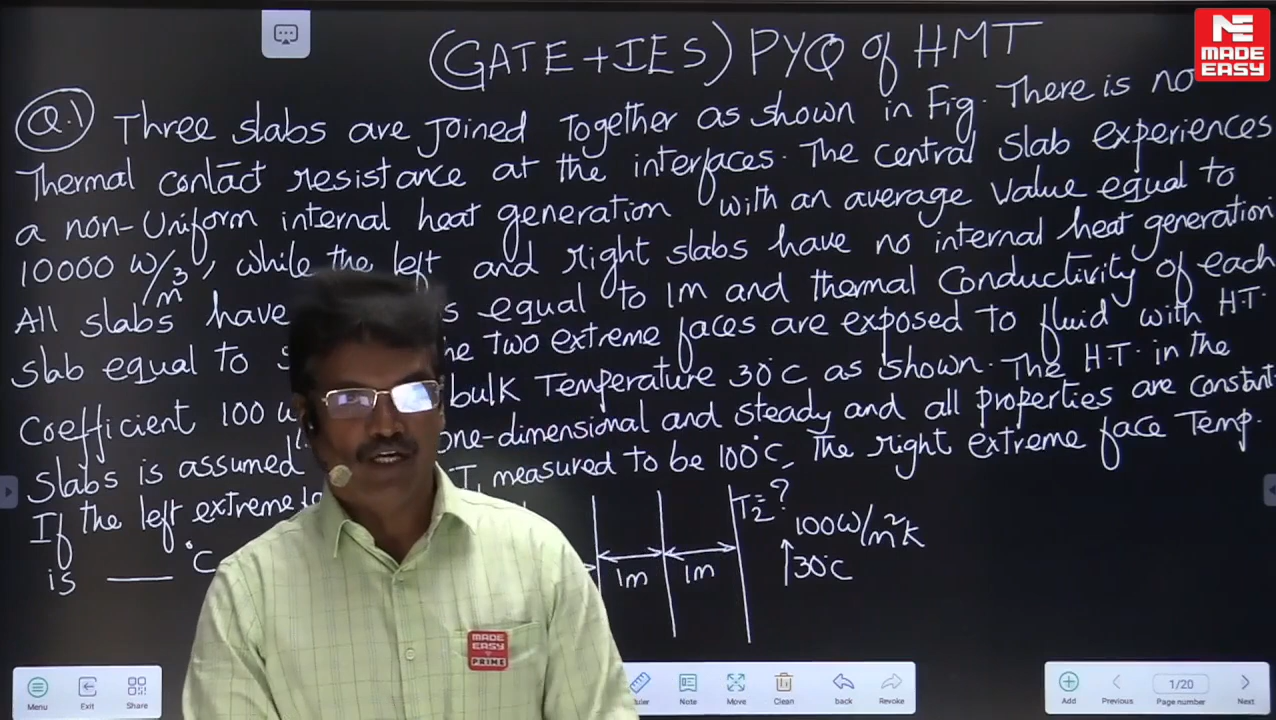 (GATE+IES) PYQ of HMT
MADE
EASY
Q.1 Three slabs are joined together as shown in Fig. There is no
Thermal contact resistance at the interfaces. The central slab experiences
a non-Uniform internal heat generation with an average value equal to
10000 W/m³, while the left and right slabs have no internal heat generation
All slabs have s equal to 1m and thermal Conductivity of each
slab equal to two extreme faces are exposed to fluid with H.T.
Coefficient 100 bulk Temperature 30°C as shown. The H.T. in the
slabs is assumed one-dimensional and steady and all properties are constant
If the left extreme measured to be 100°C, The right extreme face Temp.
is ____ °C
T₂=?
100W/m²K
30°C
1m 1m
MADE
EASY
PRIME
Menu Exit Share Note Move Clean back Revoke Add Previous 1/20 Next
Page number